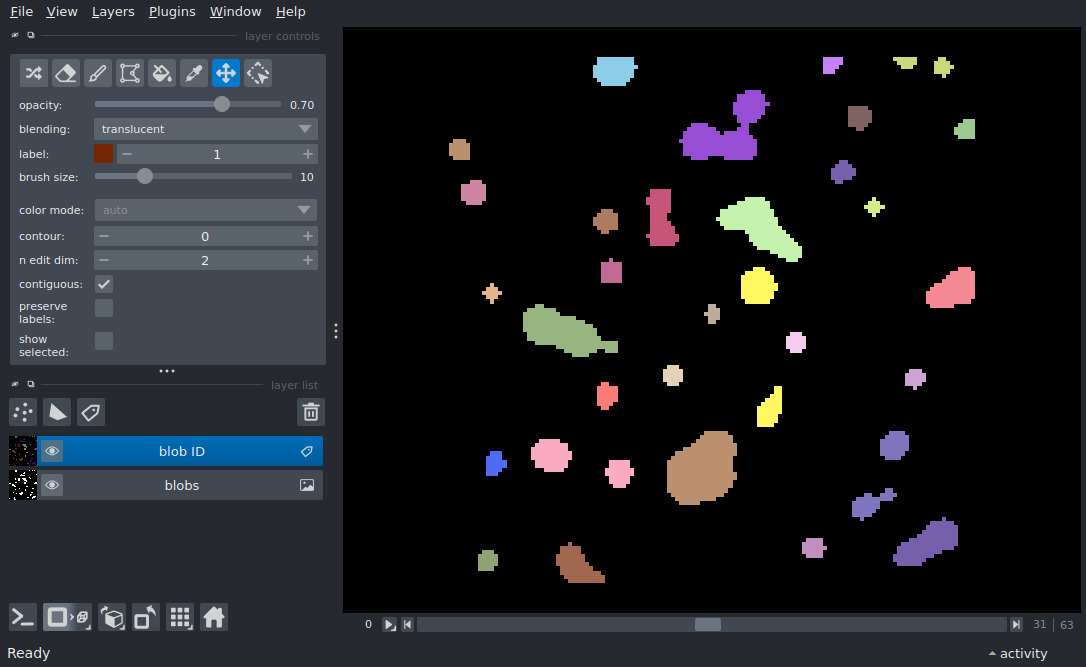 File View Layers Plugins Window Help
layer controls
opacity: 0.70
blending: translucent
label: 1
brush size: 10
color mode: auto
contour: 0
n edit dim: 2
contiguous:
preserve
labels:
show
selected:
layer list
blob ID
blobs
0 31 63
Ready activity